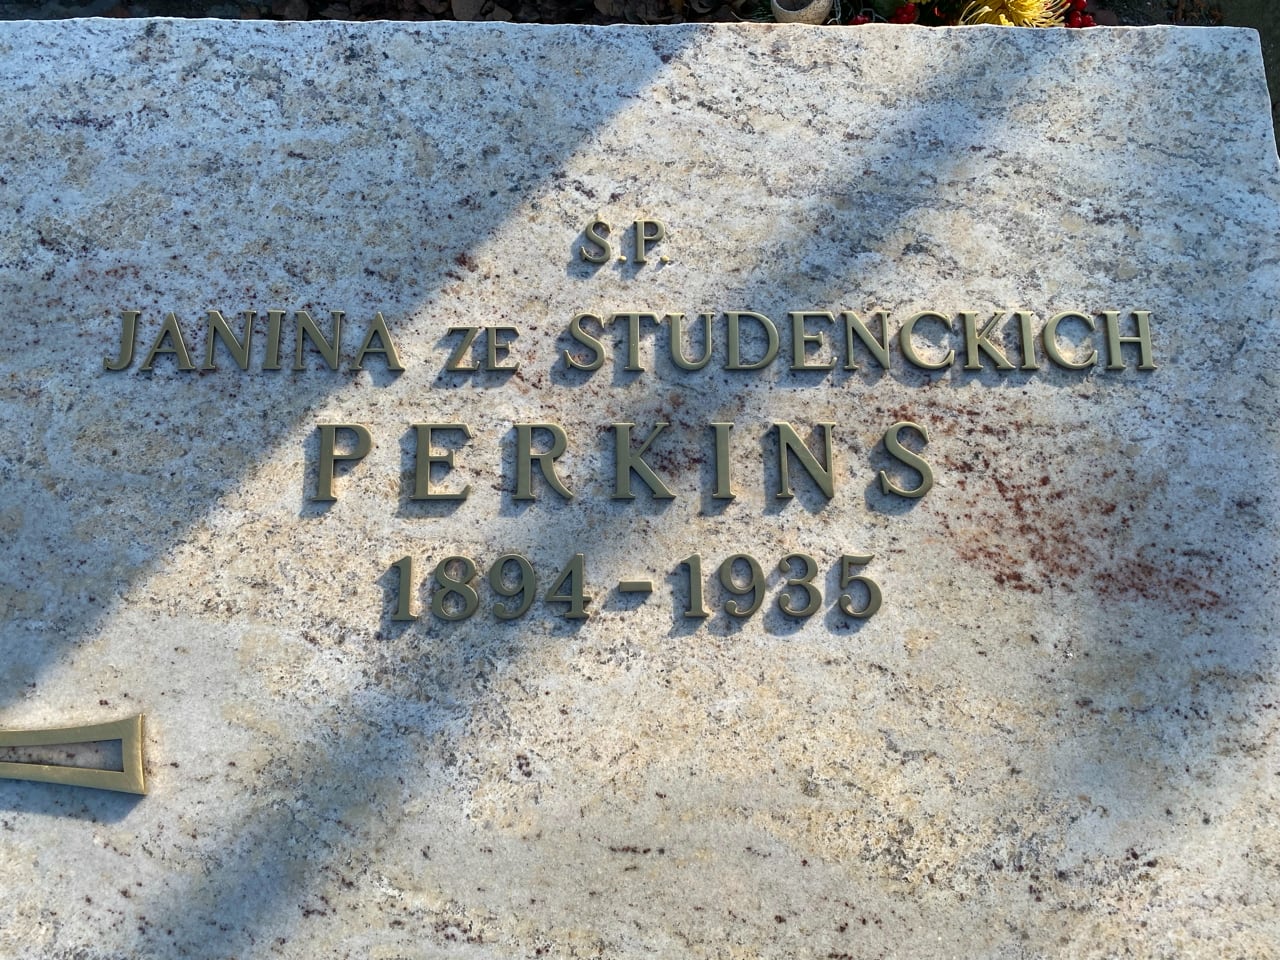 S.P.
JANINA ZE STUDENCKICH
PERKINS
1894-1935